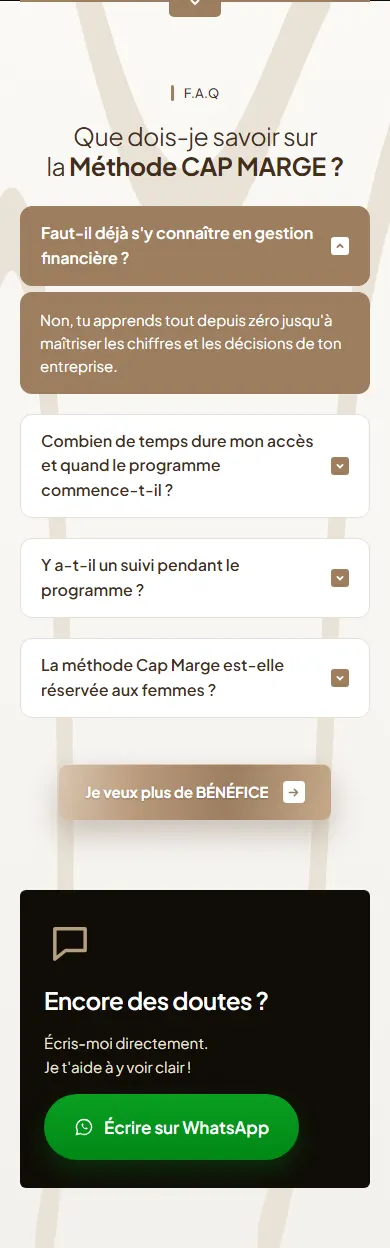 F.A.Q
Que dois-je savoir sur
la Méthode CAP MARGE ?
Faut-il déjà s'y connaître en gestion
financière ?
Non, tu apprends tout depuis zéro jusqu'à
maîtriser les chiffres et les décisions de ton
entreprise.
Combien de temps dure mon accès
et quand le programme
commence-t-il ?
Y a-t-il un suivi pendant le
programme ?
La méthode Cap Marge est-elle
réservée aux femmes ?
Je veux plus de BÉNÉFICE
Encore des doutes ?
Écris-moi directement.
Je t'aide à y voir clair !
Écrire sur WhatsApp